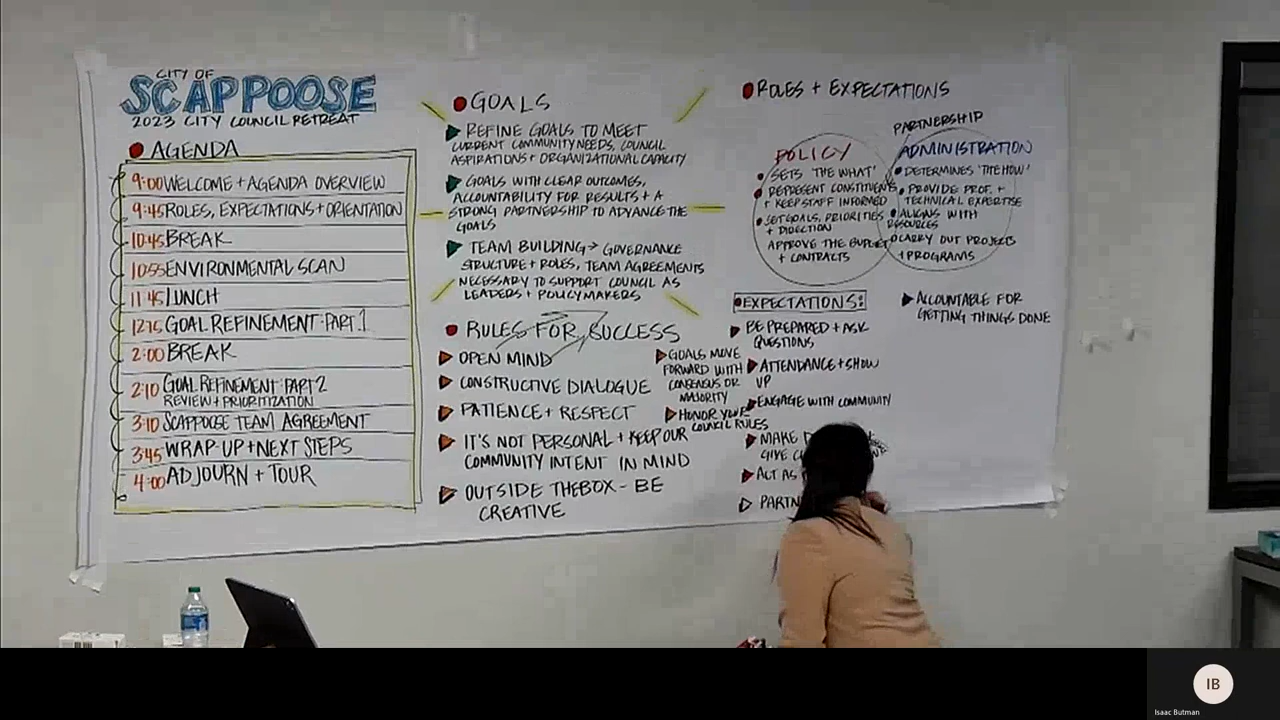 CITY OF
SCAPPOOSE
2023 CITY COUNCIL RETREAT
AGENDA
9:00 WELCOME + AGENDA OVERVIEW
9:45 ROLES, EXPECTATIONS + ORIENTATION
10:45 BREAK
10:55 ENVIRONMENTAL SCAN
11:45 LUNCH
12:15 GOAL REFINEMENT: PART 1
2:00 BREAK
2:10 GOAL REFINEMENT: PART 2
REVIEW + PRIORITIZATION
3:10 SCAPPOOSE TEAM AGREEMENT
3:45 WRAP-UP + NEXT STEPS
4:00 ADJOURN + TOUR
GOALS
REFINE GOALS TO MEET
CURRENT COMMUNITY NEEDS, COUNCIL
ASPIRATIONS + ORGANIZATIONAL CAPACITY
GOALS WITH CLEAR OUTCOMES,
ACCOUNTABILITY FOR RESULTS + A
STRONG PARTNERSHIP TO ADVANCE THE
GOALS
TEAM BUILDING → GOVERNANCE
STRUCTURE + ROLES, TEAM AGREEMENTS
NECESSARY TO SUPPORT COUNCIL AS
LEADERS + POLICYMAKERS
RULES FOR SUCCESS
OPEN MIND
CONSTRUCTIVE DIALOGUE
PATIENCE + RESPECT
IT'S NOT PERSONAL + KEEP OUR
COMMUNITY INTENT IN MIND
OUTSIDE THE BOX - BE
CREATIVE
GOALS MOVE
FORWARD WITH
CONSENSUS OR
MAJORITY
HONOR YOUR
COUNCIL RULES
ROLES + EXPECTATIONS
PARTNERSHIP
POLICY
SETS 'THE WHAT'
REPRESENT CONSTITUENTS
+ KEEP STAFF INFORMED
SET GOALS, PRIORITIES
+ DIRECTION
APPROVE THE BUDGET
+ CONTRACTS
ADMINISTRATION
DETERMINES 'THE HOW'
PROVIDE PROF. +
TECHNICAL EXPERTISE
ALIGNS WITH
RESOURCES
CARRY OUT PROJECTS
+ PROGRAMS
ACCOUNTABLE FOR
GETTING THINGS DONE
EXPECTATIONS:
BE PREPARED + ASK
QUESTIONS
ATTENDANCE + SHOW
UP
ENGAGE WITH COMMUNITY
MAKE
GIVE
ACT AS
IB
Isaac Butman